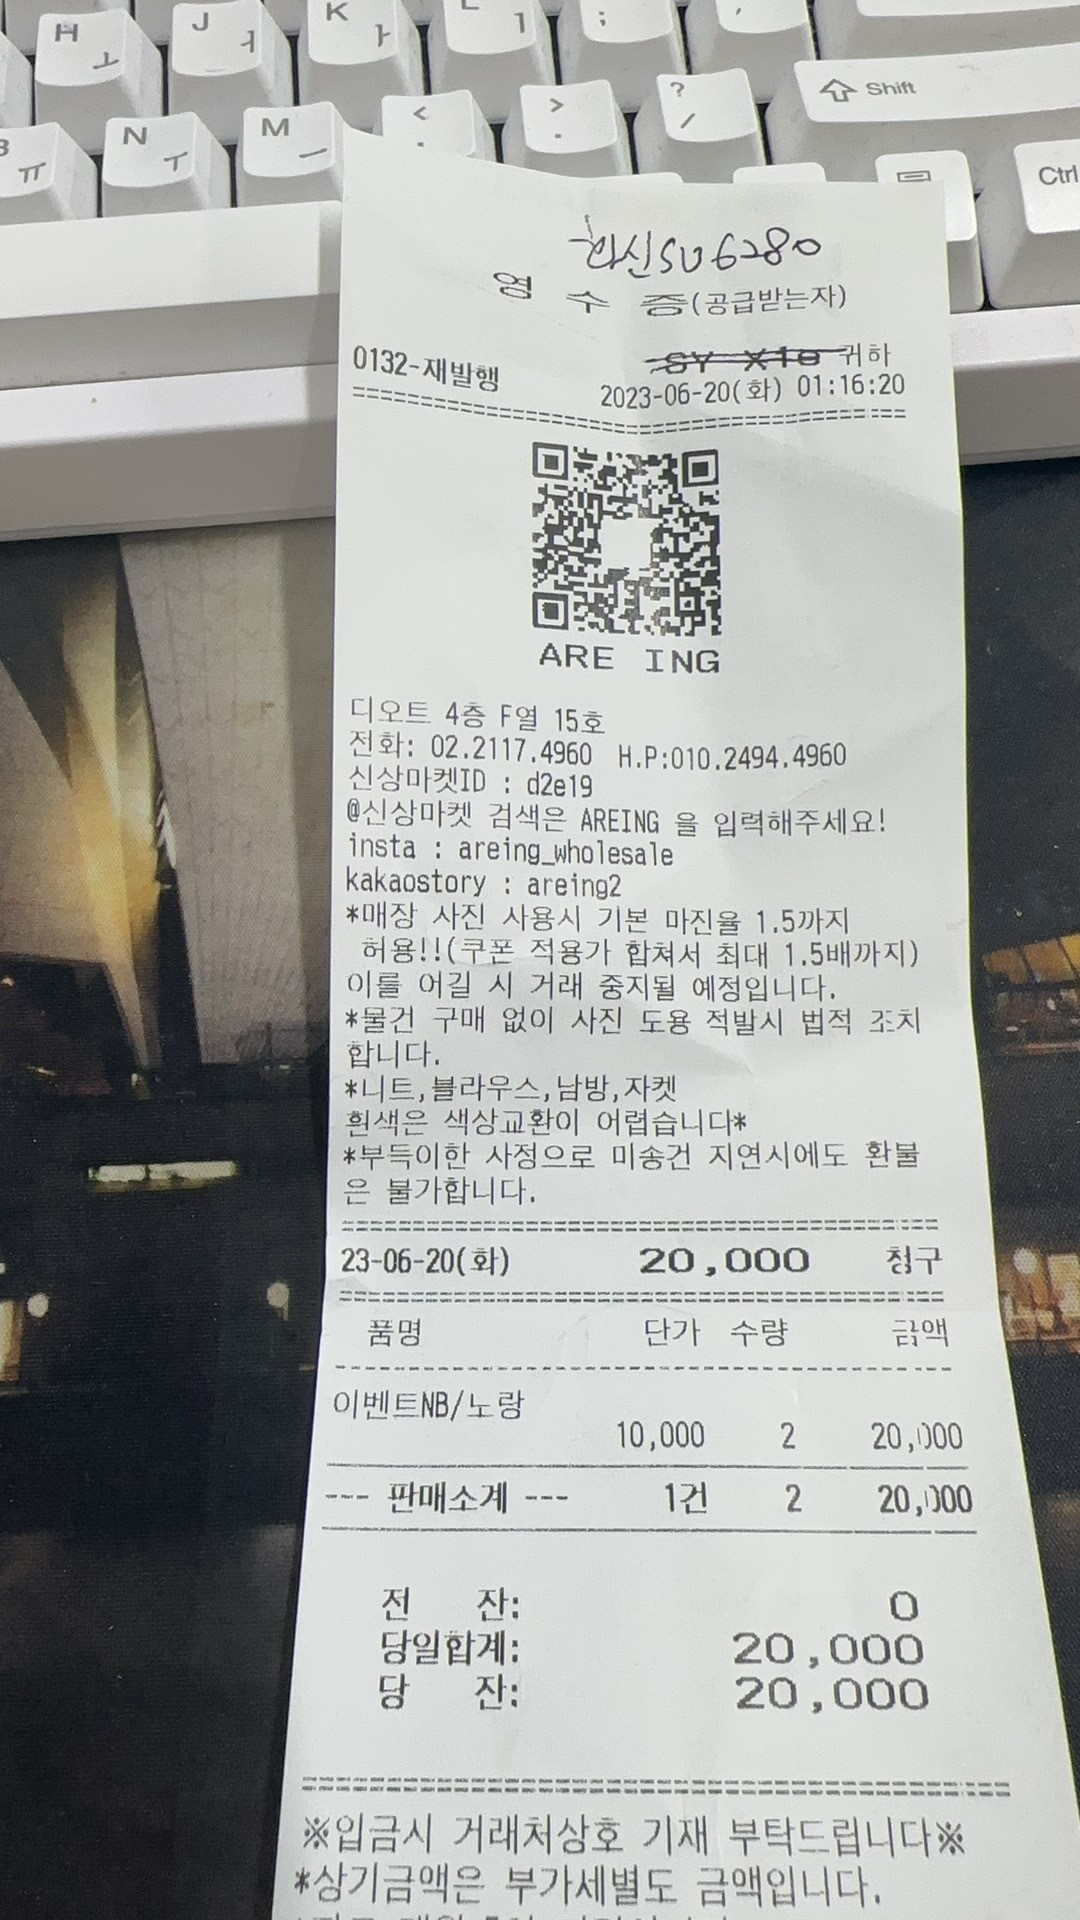 H ㅗ
J ㅓ
K ㅏ
L ㅣ
;
,
B ㅠ
N ㅜ
M ㅡ
<
.
>
.
?
/
Shift
Ctrl
영 수 증(공급받는자)
0132-재발행
SY X18 귀하
2023-06-20(화) 01:16:20
ARE ING
디오트 4층 F열 15호
전화: 02.2117.4960 H.P:010.2494.4960
신상마켓ID : d2e19
@신상마켓 검색은 AREING 을 입력해주세요!
insta : areing_wholesale
kakaostory : areing2
*매장 사진 사용시 기본 마진율 1.5까지
허용!!(쿠폰 적용가 합쳐서 최대 1.5배까지)
이를 어길 시 거래 중지될 예정입니다.
*물건 구매 없이 사진 도용 적발시 법적 조치
합니다.
*니트,블라우스,남방,자켓
흰색은 색상교환이 어렵습니다*
*부득이한 사정으로 미송건 지연시에도 환불
은 불가합니다.
23-06-20(화) 20,000 청구
품명 단가 수량 금액
이벤트NB/노랑
10,000 2 20,000
--- 판매소계 --- 1건 2 20,000
전 잔: 0
당일합계: 20,000
당 잔: 20,000
※입금시 거래처상호 기재 부탁드립니다※
*상기금액은 부가세별도 금액입니다.